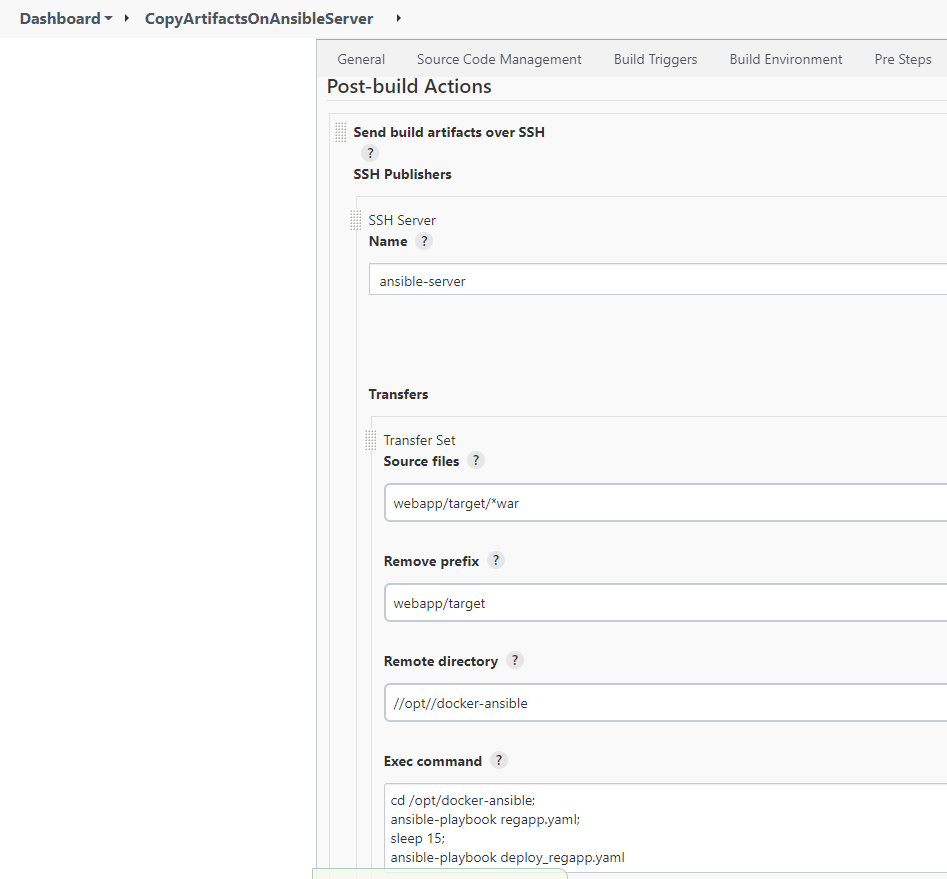 Dashboard CopyArtifactsOnAnsibleServer
General Source Code Management Build Triggers Build Environment Pre Steps
Post-build Actions
Send build artifacts over SSH
?
SSH Publishers
SSH Server
Name ?
ansible-server
Transfers
Transfer Set
Source files ?
webapp/target/*war
Remove prefix ?
webapp/target
Remote directory ?
//opt//docker-ansible
Exec command ?
cd /opt/docker-ansible;
ansible-playbook regapp.yaml;
sleep 15;
ansible-playbook deploy_regapp.yaml